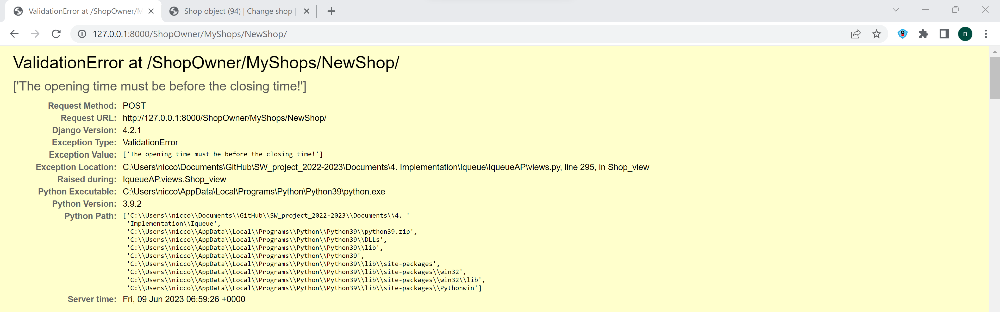 ValidationError at /ShopOwner/M
Shop object (94) | Change shop |
127.0.0.1:8000/ShopOwner/MyShops/NewShop/
n
ValidationError at /ShopOwner/MyShops/NewShop/
['The opening time must be before the closing time!']
Request Method: POST
Request URL: http://127.0.0.1:8000/ShopOwner/MyShops/NewShop/
Django Version: 4.2.1
Exception Type: ValidationError
Exception Value: ['The opening time must be before the closing time!']
Exception Location: C:\Users\nicco\Documents\GitHub\SW_project_2022-2023\Documents\4. Implementation\Iqueue\IqueueAP\views.py, line 295, in Shop_view
Raised during: IqueueAP.views.Shop_view
Python Executable: C:\Users\nicco\AppData\Local\Programs\Python\Python39\python.exe
Python Version: 3.9.2
Python Path: ['C:\\Users\\nicco\\Documents\\GitHub\\SW_project_2022-2023\\Documents\\4. '
'Implementation\\Iqueue',
'C:\\Users\\nicco\\AppData\\Local\\Programs\\Python\\Python39\\python39.zip',
'C:\\Users\\nicco\\AppData\\Local\\Programs\\Python\\Python39\\DLLs',
'C:\\Users\\nicco\\AppData\\Local\\Programs\\Python\\Python39\\lib',
'C:\\Users\\nicco\\AppData\\Local\\Programs\\Python\\Python39',
'C:\\Users\\nicco\\AppData\\Local\\Programs\\Python\\Python39\\lib\\site-packages',
'C:\\Users\\nicco\\AppData\\Local\\Programs\\Python\\Python39\\lib\\site-packages\\win32',
'C:\\Users\\nicco\\AppData\\Local\\Programs\\Python\\Python39\\lib\\site-packages\\win32\\lib',
'C:\\Users\\nicco\\AppData\\Local\\Programs\\Python\\Python39\\lib\\site-packages\\Pythonwin']
Server time: Fri, 09 Jun 2023 06:59:26 +0000